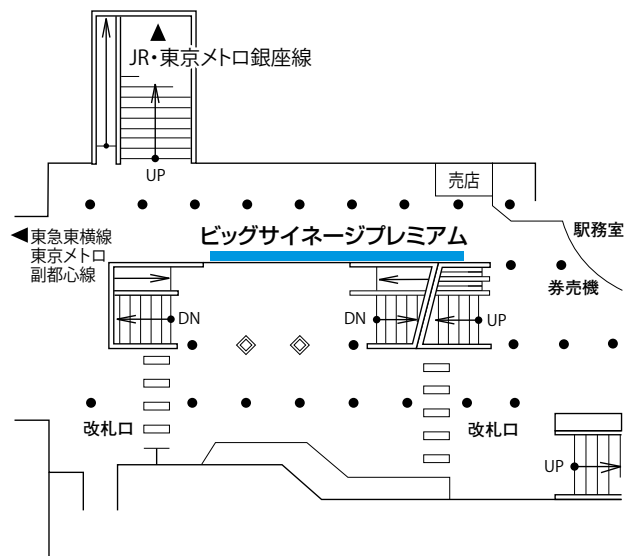 ▲
JR・東京メトロ銀座線
UP
売店
駅務室
◀東急東横線
東京メトロ
副都心線
ビッグサイネージプレミアム
券売機
DN
DN
UP
改札口
改札口
UP